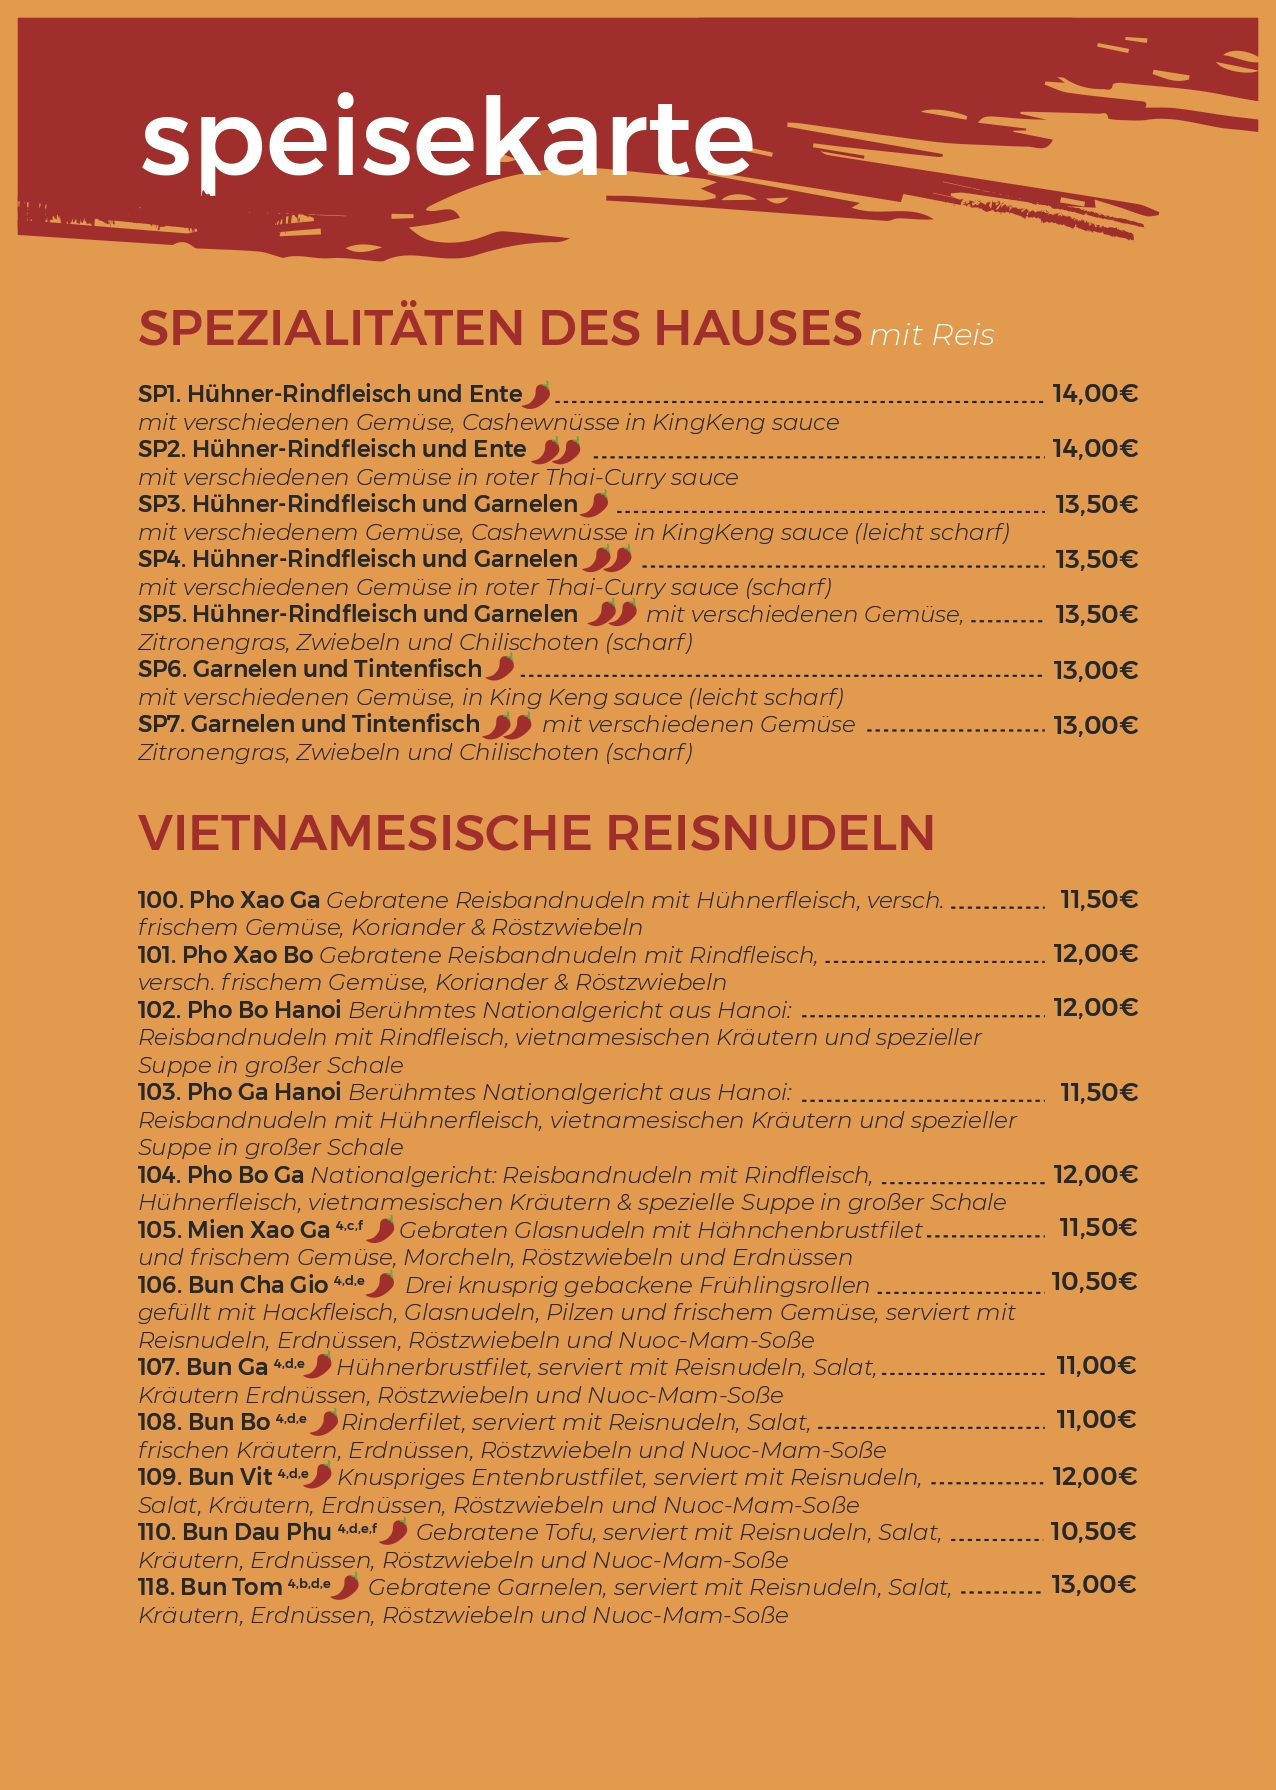 speisekarte
SPEZIALITÄTEN DES HAUSES mit Reis
SP1. Hühner-Rindfleisch und Ente 14,00€
mit verschiedenen Gemüse, Cashewnüsse in KingKeng sauce
SP2. Hühner-Rindfleisch und Ente 14,00€
mit verschiedenen Gemüse in roter Thai-Curry sauce
SP3. Hühner-Rindfleisch und Garnelen 13,50€
mit verschiedenem Gemüse, Cashewnüsse in KingKeng sauce (leicht scharf)
SP4. Hühner-Rindfleisch und Garnelen 13,50€
mit verschiedenen Gemüse in roter Thai-Curry sauce (scharf)
SP5. Hühner-Rindfleisch und Garnelen mit verschiedenen Gemüse, 13,50€
Zitronengras, Zwiebeln und Chilischoten (scharf)
SP6. Garnelen und Tintenfisch 13,00€
mit verschiedenen Gemüse, in King Keng sauce (leicht scharf)
SP7. Garnelen und Tintenfisch mit verschiedenen Gemüse 13,00€
Zitronengras, Zwiebeln und Chilischoten (scharf)
VIETNAMESISCHE REISNUDELN
100. Pho Xao Ga Gebratene Reisbandnudeln mit Hühnerfleisch, versch. 11,50€
frischem Gemüse, Koriander & Röstzwiebeln
101. Pho Xao Bo Gebratene Reisbandnudeln mit Rindfleisch, 12,00€
versch. frischem Gemüse, Koriander & Röstzwiebeln
102. Pho Bo Hanoi Berühmtes Nationalgericht aus Hanoi: 12,00€
Reisbandnudeln mit Rindfleisch, vietnamesischen Kräutern und spezieller
Suppe in großer Schale
103. Pho Ga Hanoi Berühmtes Nationalgericht aus Hanoi: 11,50€
Reisbandnudeln mit Hühnerfleisch, vietnamesischen Kräutern und spezieller
Suppe in großer Schale
104. Pho Bo Ga Nationalgericht: Reisbandnudeln mit Rindfleisch, 12,00€
Hühnerfleisch, vietnamesischen Kräutern & spezielle Suppe in großer Schale
105. Mien Xao Ga 4,c,f Gebraten Glasnudeln mit Hähnchenbrustfilet 11,50€
und frischem Gemüse, Morcheln, Röstzwiebeln und Erdnüssen
106. Bun Cha Gio 4,d,e Drei knusprig gebackene Frühlingsrollen 10,50€
gefüllt mit Hackfleisch, Glasnudeln, Pilzen und frischem Gemüse, serviert mit
Reisnudeln, Erdnüssen, Röstzwiebeln und Nuoc-Mam-Soße
107. Bun Ga 4,d,e Hühnerbrustfilet, serviert mit Reisnudeln, Salat, 11,00€
Kräutern Erdnüssen, Röstzwiebeln und Nuoc-Mam-Soße
108. Bun Bo 4,d,e Rinderfilet, serviert mit Reisnudeln, Salat, 11,00€
frischen Kräutern, Erdnüssen, Röstzwiebeln und Nuoc-Mam-Soße
109. Bun Vit 4,d,e Knuspriges Entenbrustfilet, serviert mit Reisnudeln, 12,00€
Salat, Kräutern, Erdnüssen, Röstzwiebeln und Nuoc-Mam-Soße
110. Bun Dau Phu 4,d,e,f Gebratene Tofu, serviert mit Reisnudeln, Salat, 10,50€
Kräutern, Erdnüssen, Röstzwiebeln und Nuoc-Mam-Soße
118. Bun Tom 4,b,d,e Gebratene Garnelen, serviert mit Reisnudeln, Salat, 13,00€
Kräutern, Erdnüssen, Röstzwiebeln und Nuoc-Mam-Soße